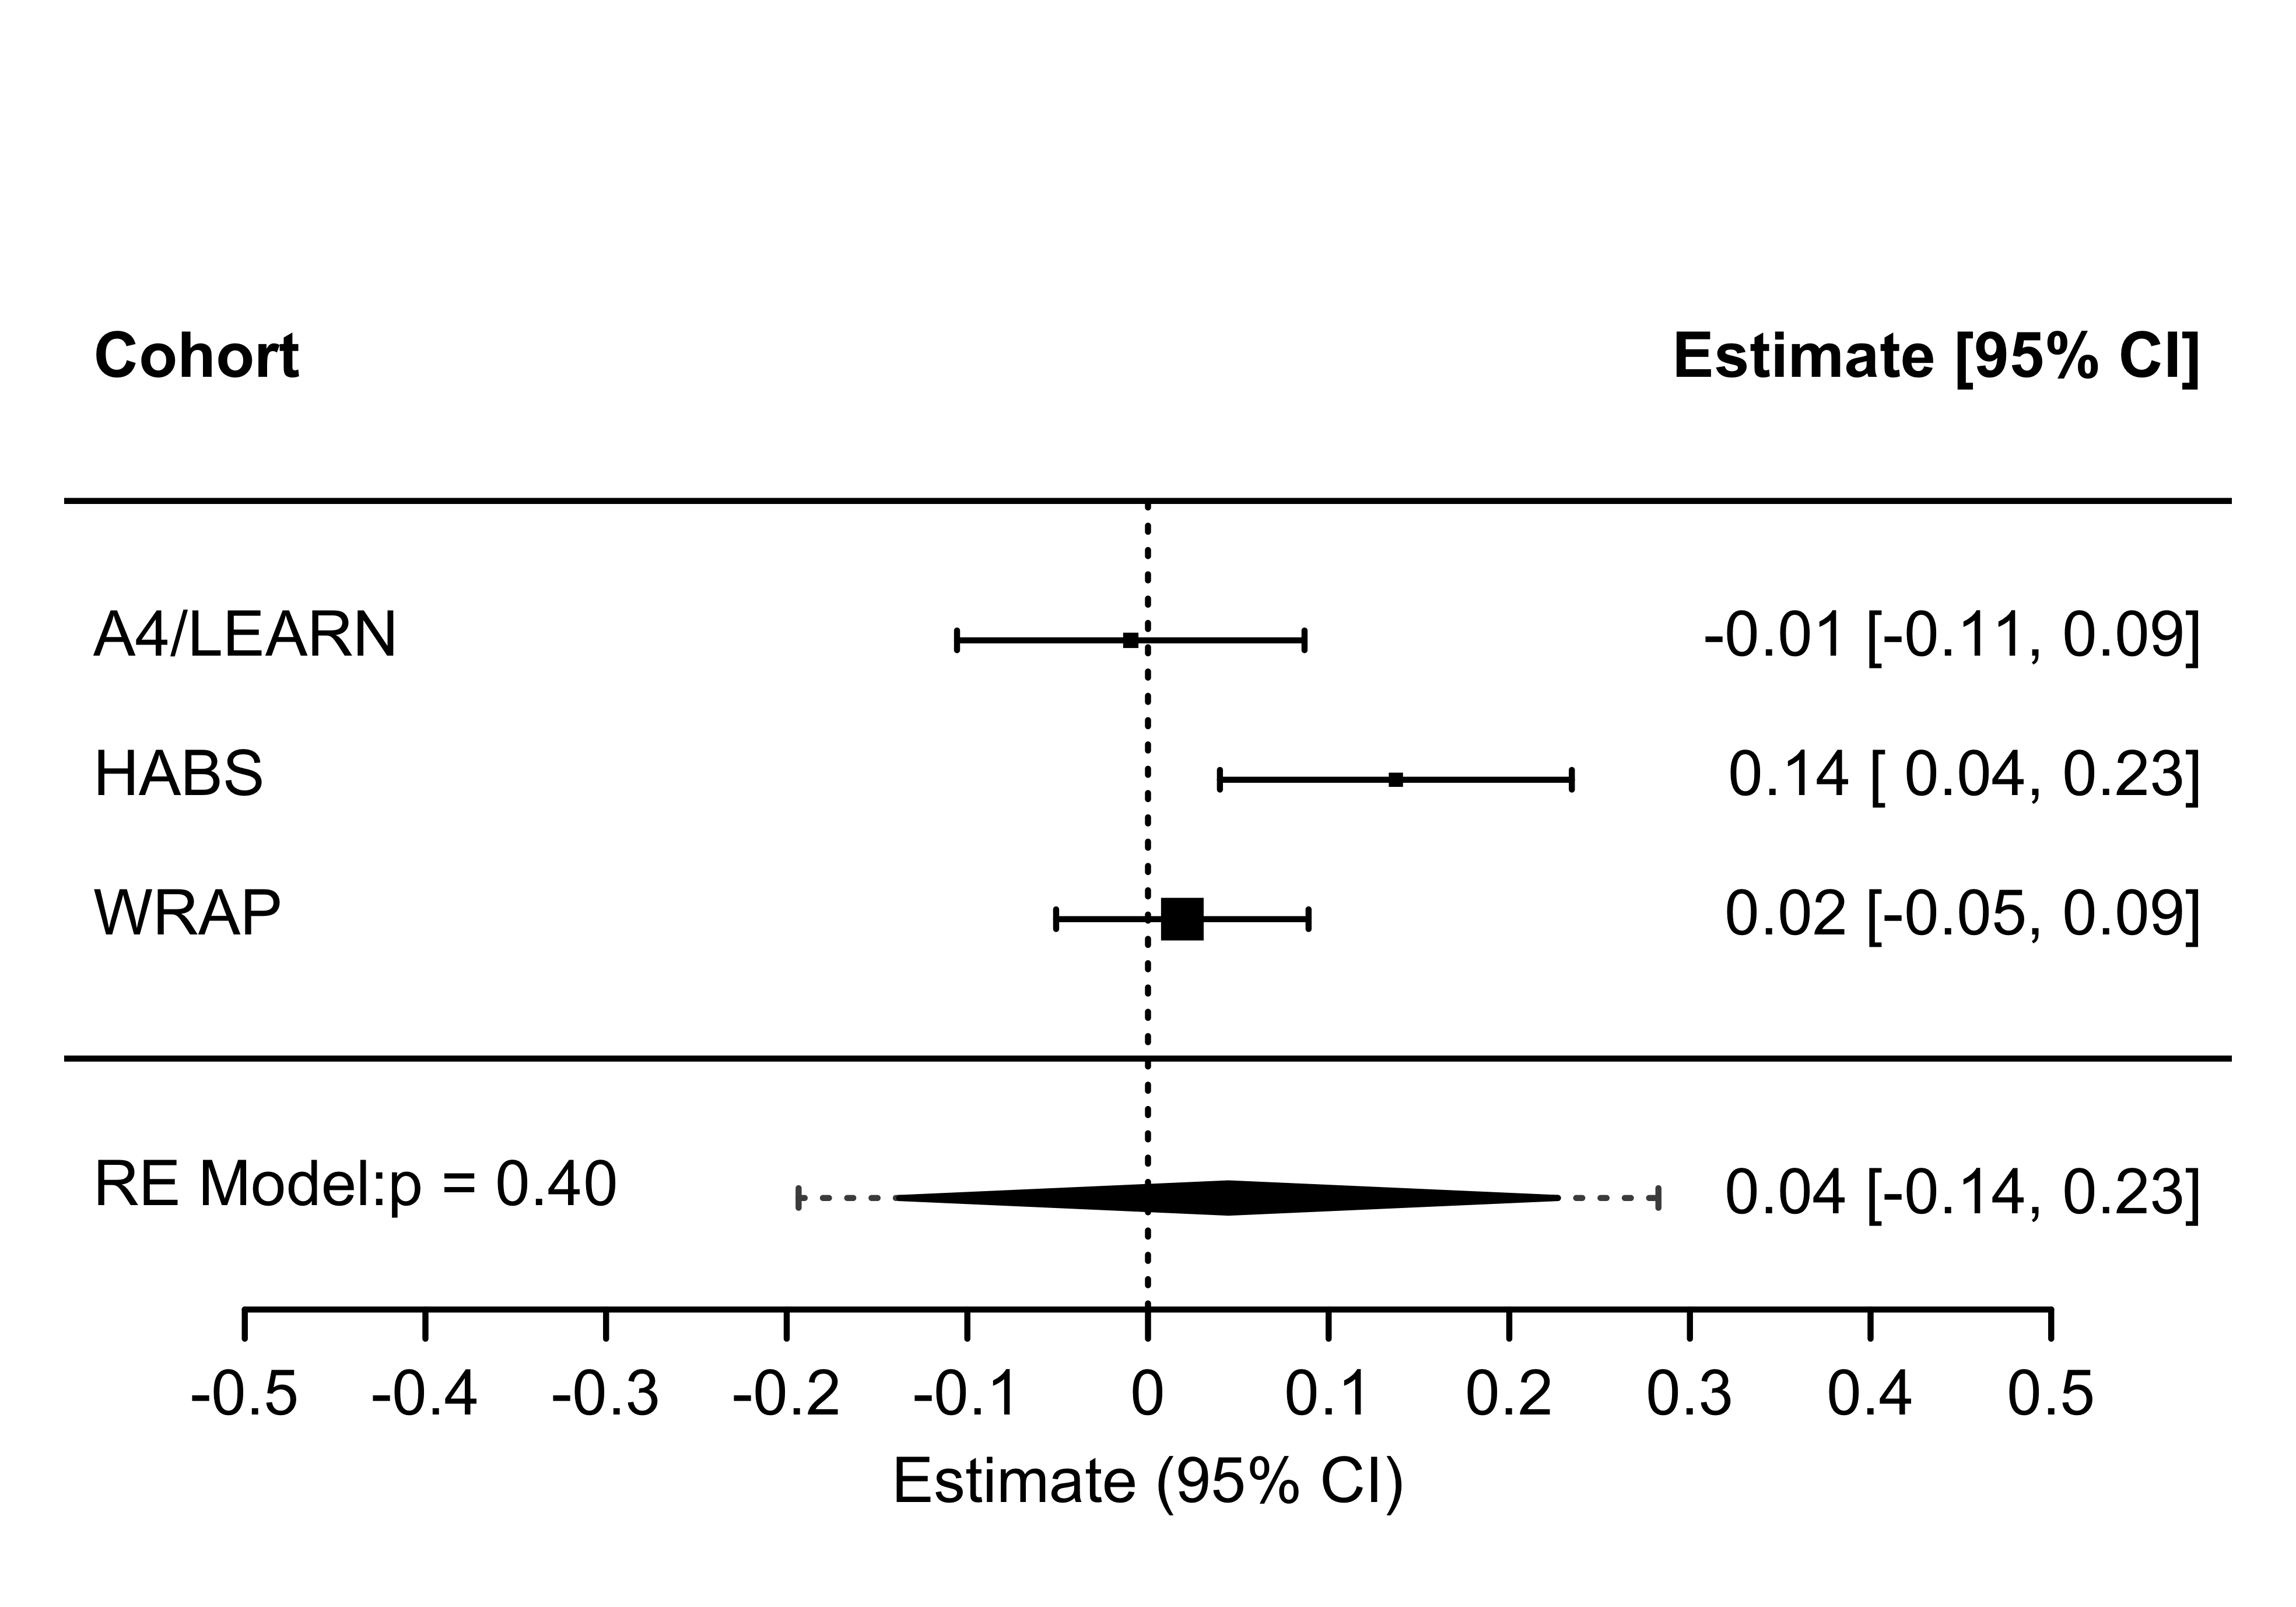 Cohort Estimate [95% CI]
A4/LEARN -0.01 [-0.11, 0.09]
HABS 0.14 [ 0.04, 0.23]
WRAP 0.02 [-0.05, 0.09]
RE Model:p = 0.40 0.04 [-0.14, 0.23]
-0.5 -0.4 -0.3 -0.2 -0.1 0 0.1 0.2 0.3 0.4 0.5
Estimate (95% CI)